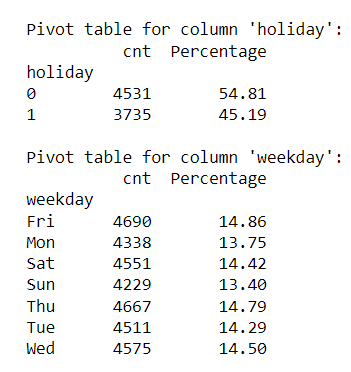 Pivot table for column 'holiday':
cnt Percentage
holiday
0 4531 54.81
1 3735 45.19
Pivot table for column 'weekday':
cnt Percentage
weekday
Fri 4690 14.86
Mon 4338 13.75
Sat 4551 14.42
Sun 4229 13.40
Thu 4667 14.79
Tue 4511 14.29
Wed 4575 14.50